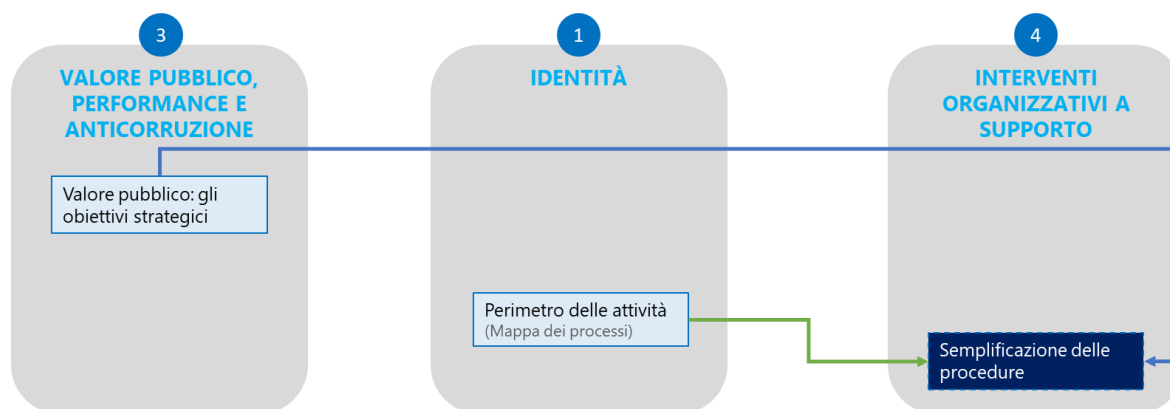 3
VALORE PUBBLICO,
PERFORMANCE E
ANTICORRUZIONE
Valore pubblico: gli
obiettivi strategici
1
IDENTITÀ
Perimetro delle attività
(Mappa dei processi)
4
INTERVENTI
ORGANIZZATIVI A
SUPPORTO
Semplificazione delle
procedure